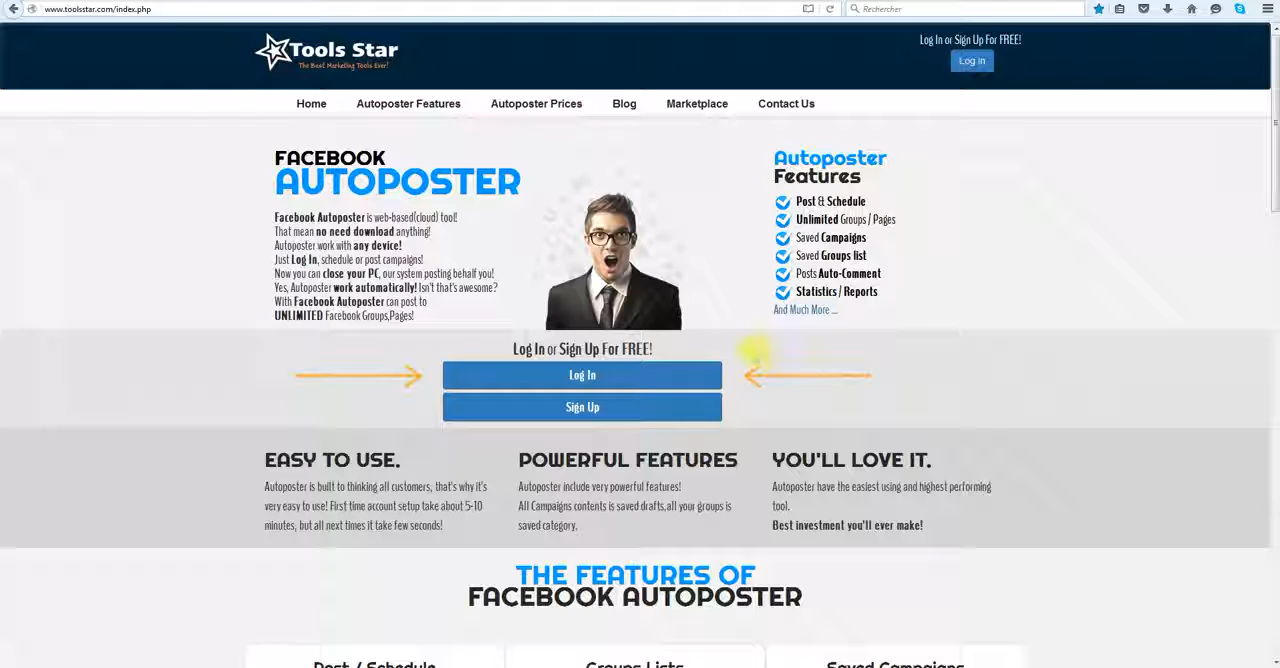 www.toolsstar.com/index.php
Rechercher
Tools Star
The Best Marketing Tools Ever!
Log In or Sign Up For FREE!
Log in
Home
Autoposter Features
Autoposter Prices
Blog
Marketplace
Contact Us
FACEBOOK
AUTOPOSTER
Facebook Autoposter is web-based(cloud) tool!
That mean no need download anything!
Autoposter work with any device!
Just Log In, schedule or post campaigns!
Now you can close your PC, our system posting behalf you!
Yes, Autoposter work automatically! Isn't that's awesome?
With Facebook Autoposter can post to
UNLIMITED Facebook Groups,Pages!
Autoposter
Features
Post & Schedule
Unlimited Groups / Pages
Saved Campaigns
Saved Groups list
Posts Auto-Comment
Statistics / Reports
And Much More ...
Log In or Sign Up For FREE!
Log In
Sign Up
EASY TO USE.
Autoposter is built to thinking all customers, that's why it's
very easy to use! First time account setup take about 5-10
minutes, but all next times it take few seconds!
POWERFUL FEATURES
Autoposter include very powerful features!
All Campaigns contents is saved drafts,all your groups is
saved category.
YOU'LL LOVE IT.
Autoposter have the easiest using and highest performing
tool.
Best investment you'll ever make!
THE FEATURES OF
FACEBOOK AUTOPOSTER
Post / Schedule
Groups Lists
Saved Campaigns